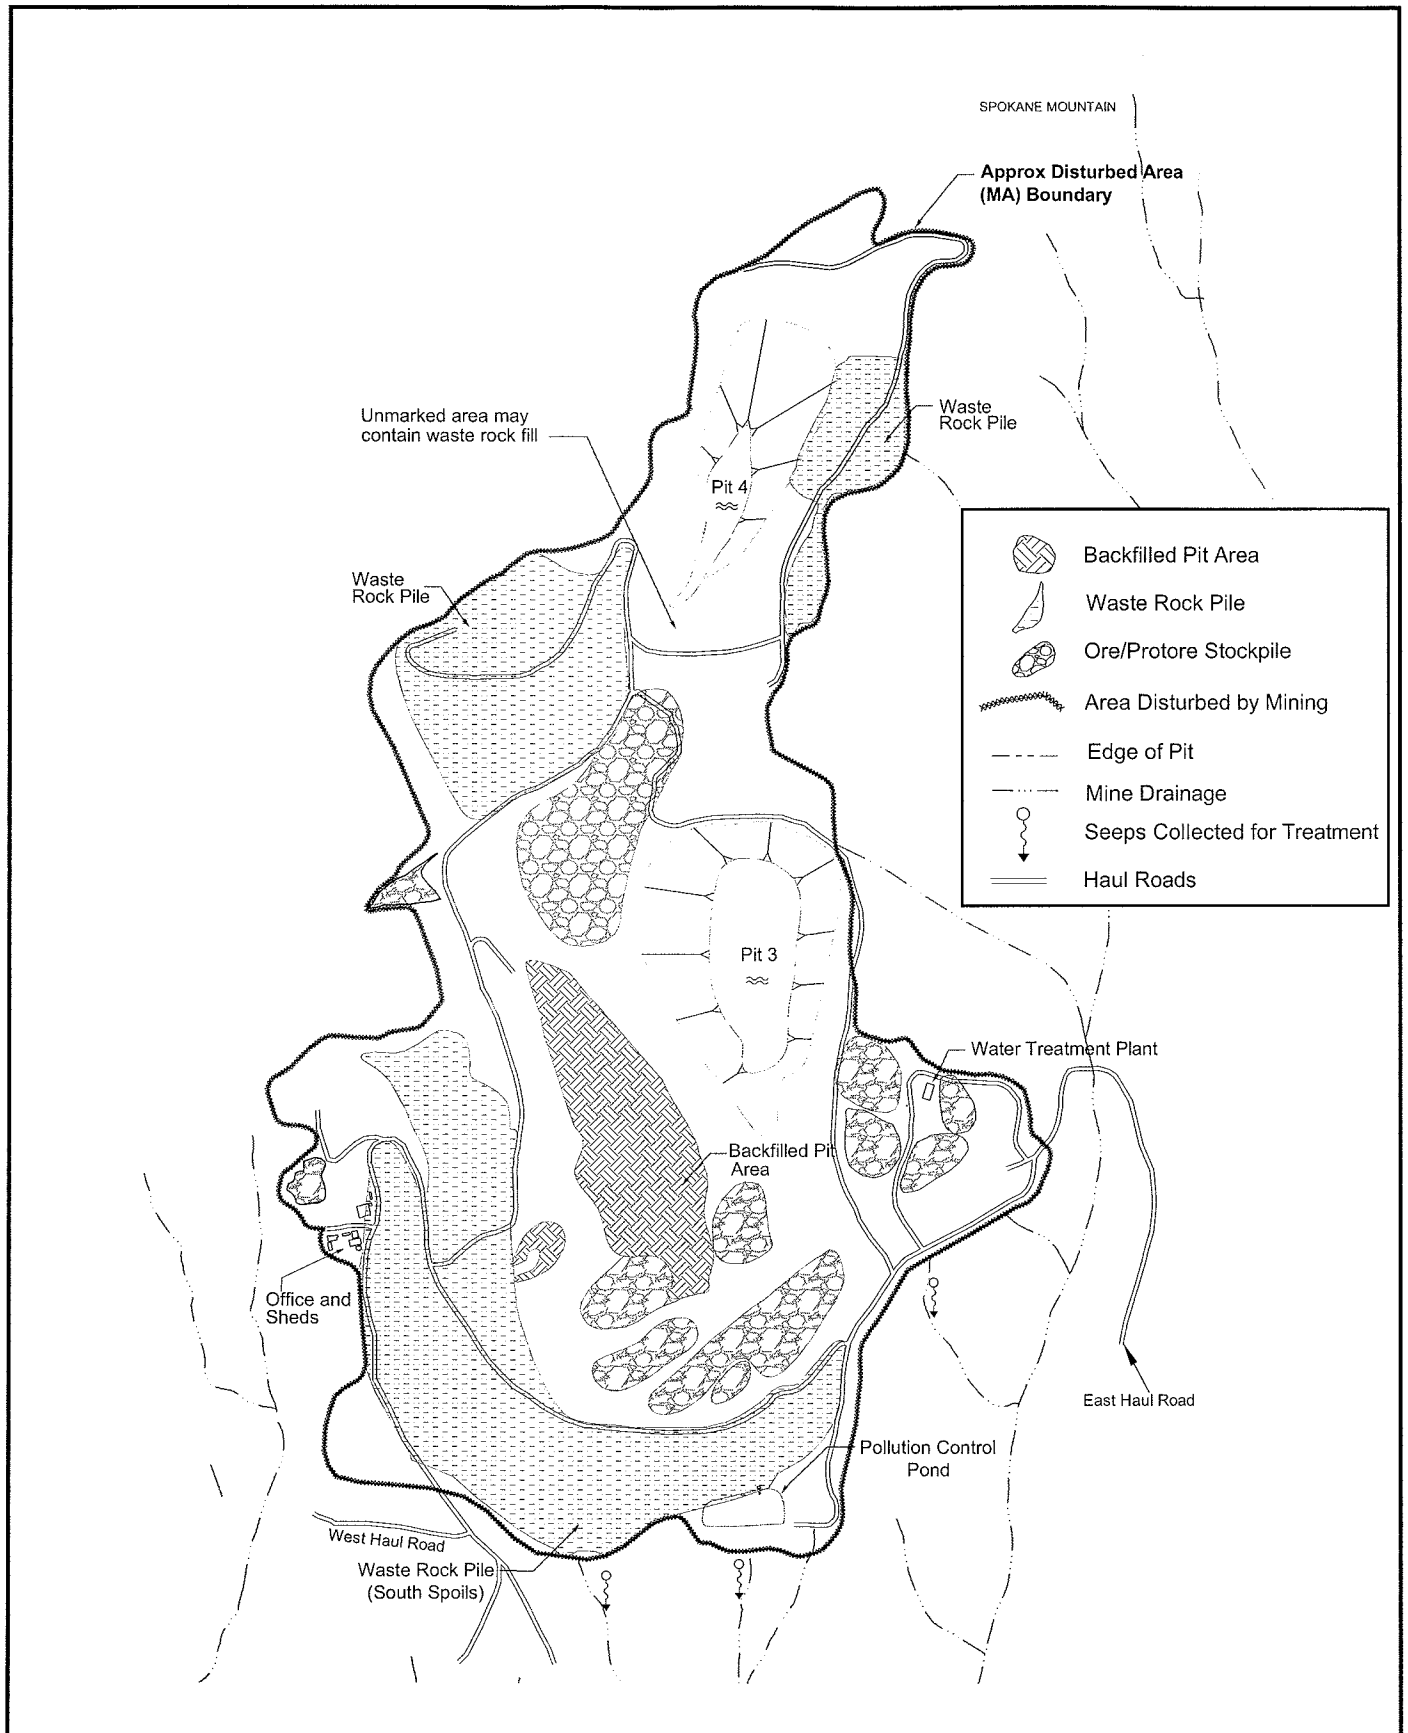 SPOKANE MOUNTAIN
Approx Disturbed Area
(MA) Boundary
Unmarked area may
contain waste rock fill
Waste
Rock Pile
Pit 4
Waste
Rock Pile
Backfilled Pit Area
Waste Rock Pile
Ore/Protore Stockpile
Area Disturbed by Mining
Edge of Pit
Mine Drainage
Seeps Collected for Treatment
Haul Roads
Pit 3
Water Treatment Plant
Backfilled Pit
Area
Office and
Sheds
East Haul Road
Pollution Control
Pond
West Haul Road
Waste Rock Pile
(South Spoils)